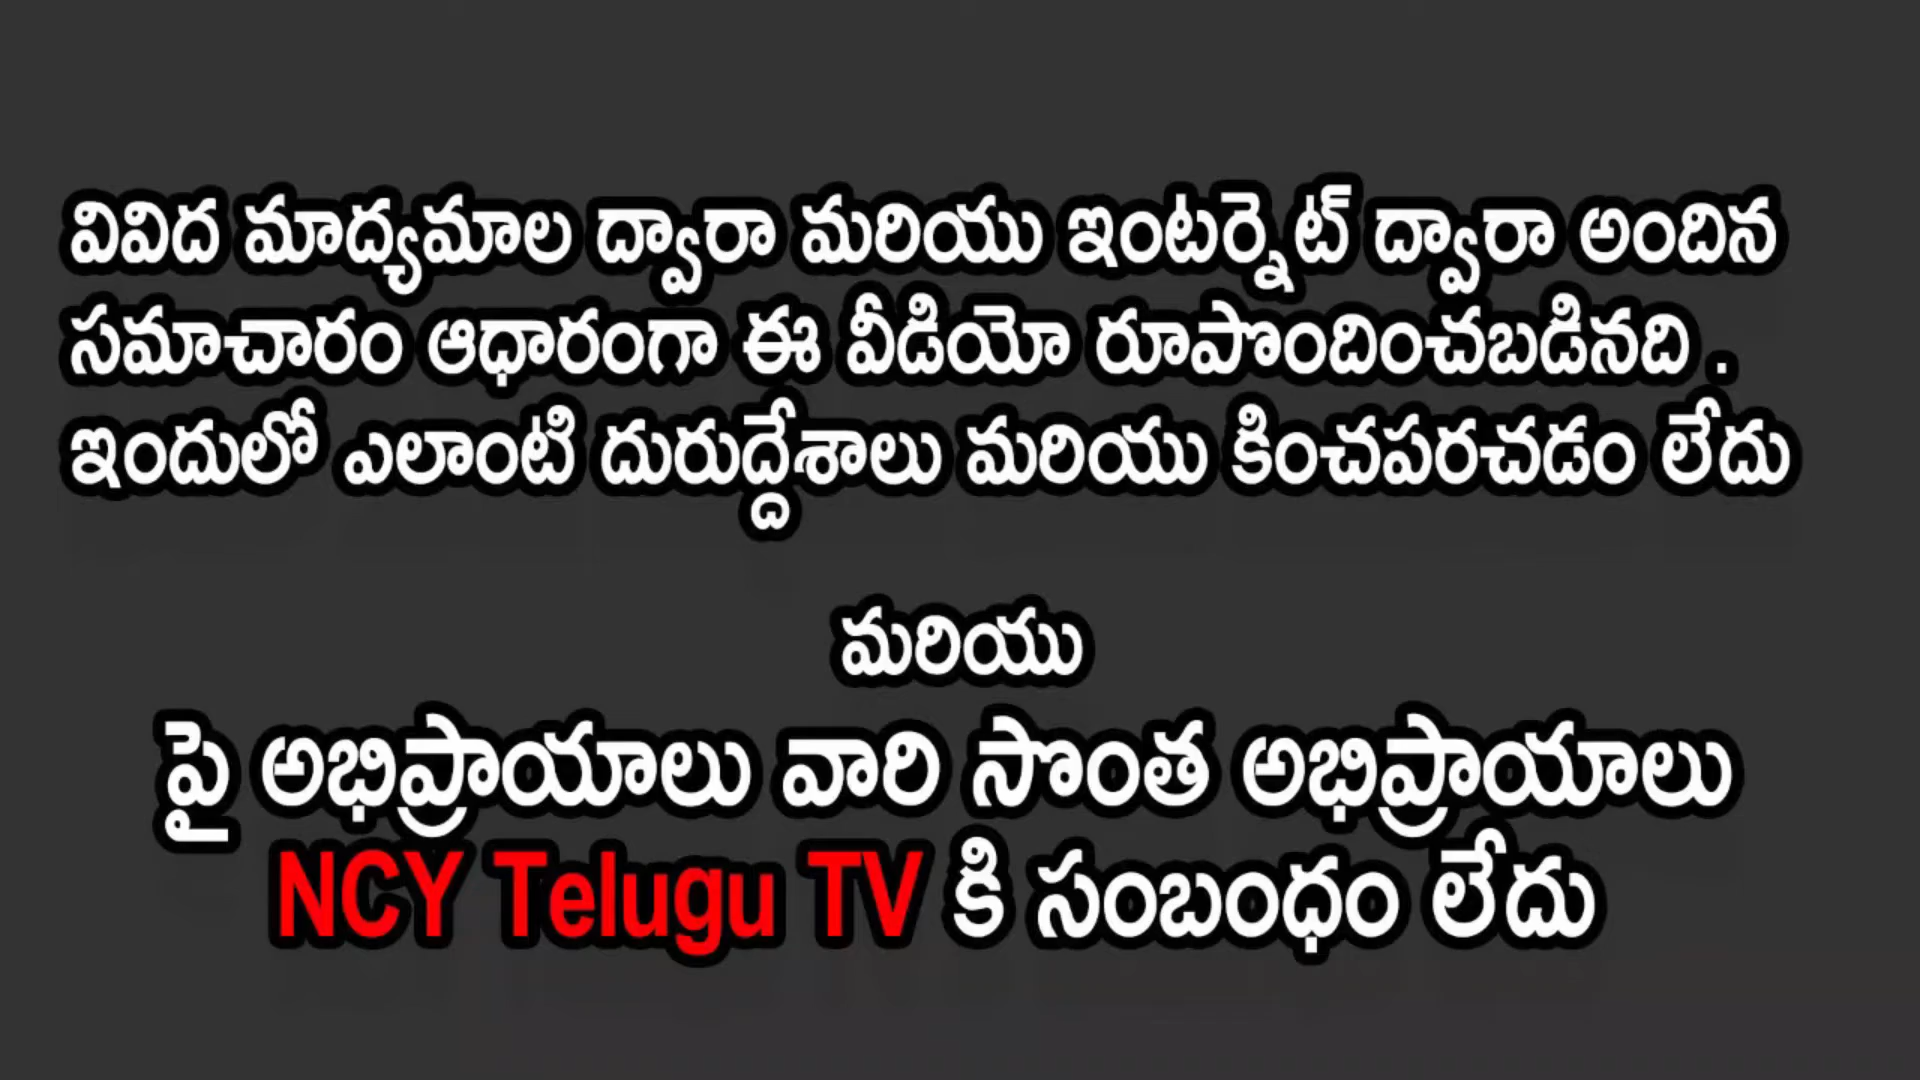 వివిద మాద్యమాల ద్వారా మరియు ఇంటర్నెట్ ద్వారా అందిన
సమాచారం ఆధారంగా ఈ వీడియో రూపొందించబడినది .
ఇందులో ఎలాంటి దురుద్దేశాలు మరియు కించపరచడం లేదు
మరియు
పై అభిప్రాయాలు వారి సొంత అభిప్రాయాలు
NCY Telugu TV కి సంబంధం లేదు